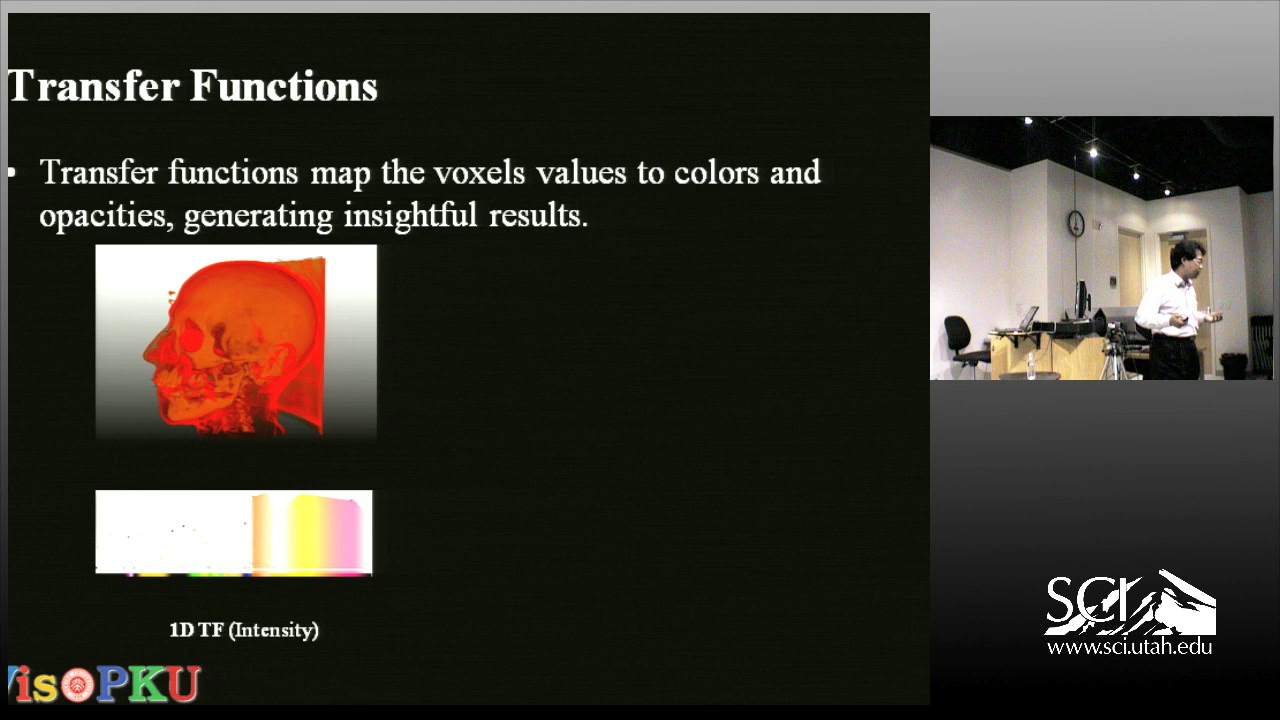 Transfer Functions
• Transfer functions map the voxels values to colors and
opacities, generating insightful results.
1D TF (Intensity)
VisPKU
SCI
www.sci.utah.edu